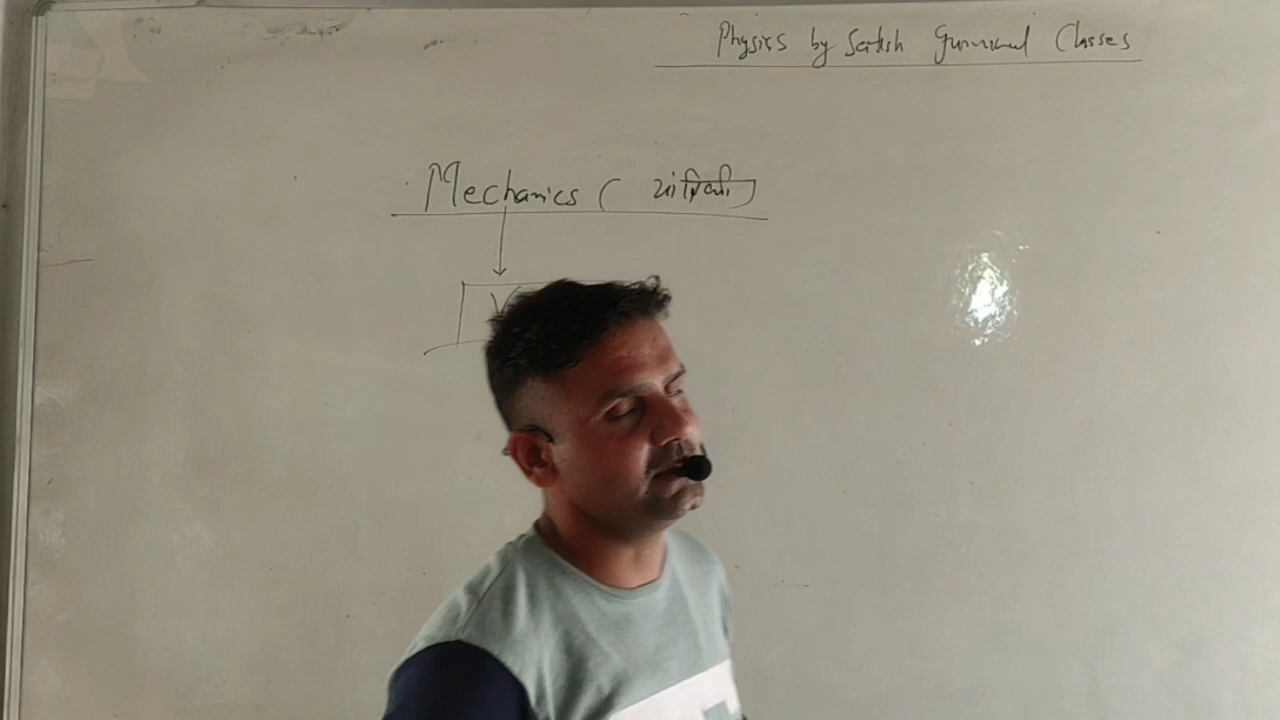 Physics by Satish Gurukul Classes
Mechanics ( यांत्रिकी )
V